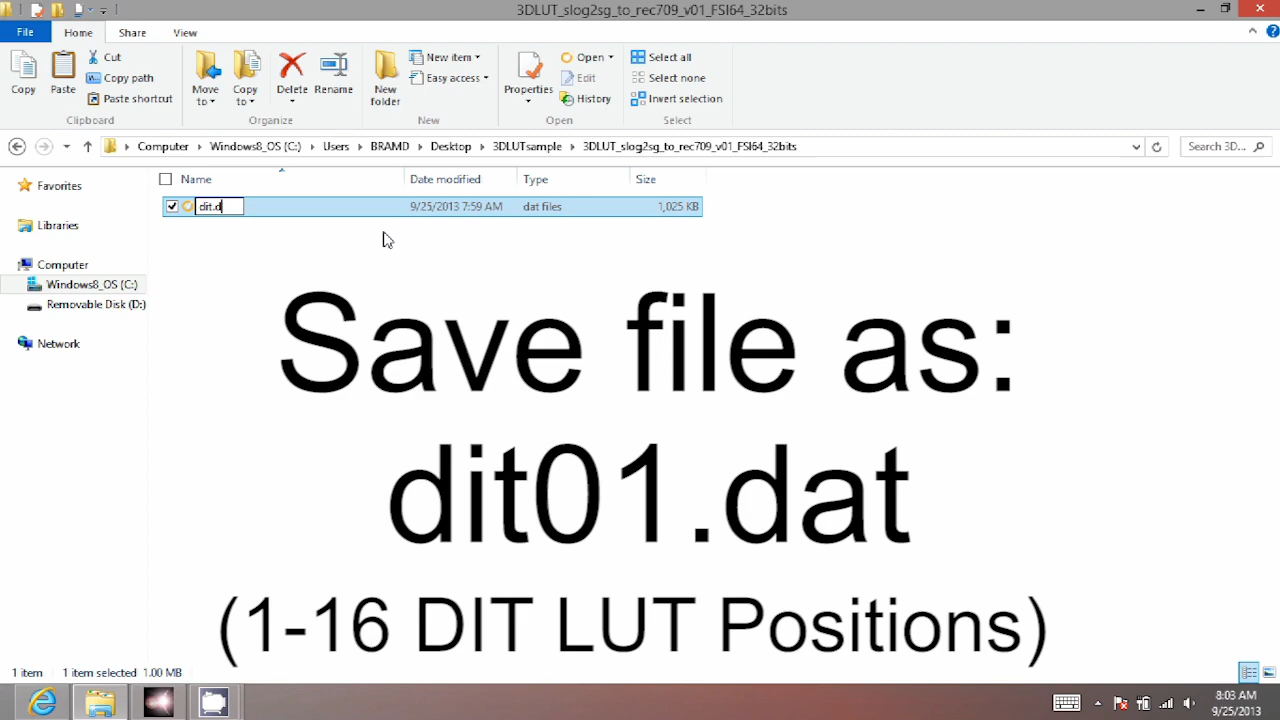 3DLUT_slog2sg_to_rec709_v01_FSI64_32bits
File Home Share View
Copy
Paste
Cut
Copy path
Paste shortcut
Clipboard
Move to
Copy to
Delete
Rename
Organize
New folder
New item
Easy access
New
Properties
Open
Edit
History
Open
Select all
Select none
Invert selection
Select
Computer Windows8_OS (C:) Users BRAMD Desktop 3DLUTsample 3DLUT_slog2sg_to_rec709_v01_FSI64_32bits
Search 3D...
Name Date modified Type Size
dit.d 9/25/2013 7:59 AM dat files 1,025 KB
Favorites
Libraries
Computer
Windows8_OS (C:)
Removable Disk (D:)
Network
Save file as:
dit01.dat
(1-16 DIT LUT Positions)
1 item 1 item selected 1.00 MB
8:03 AM
9/25/2013